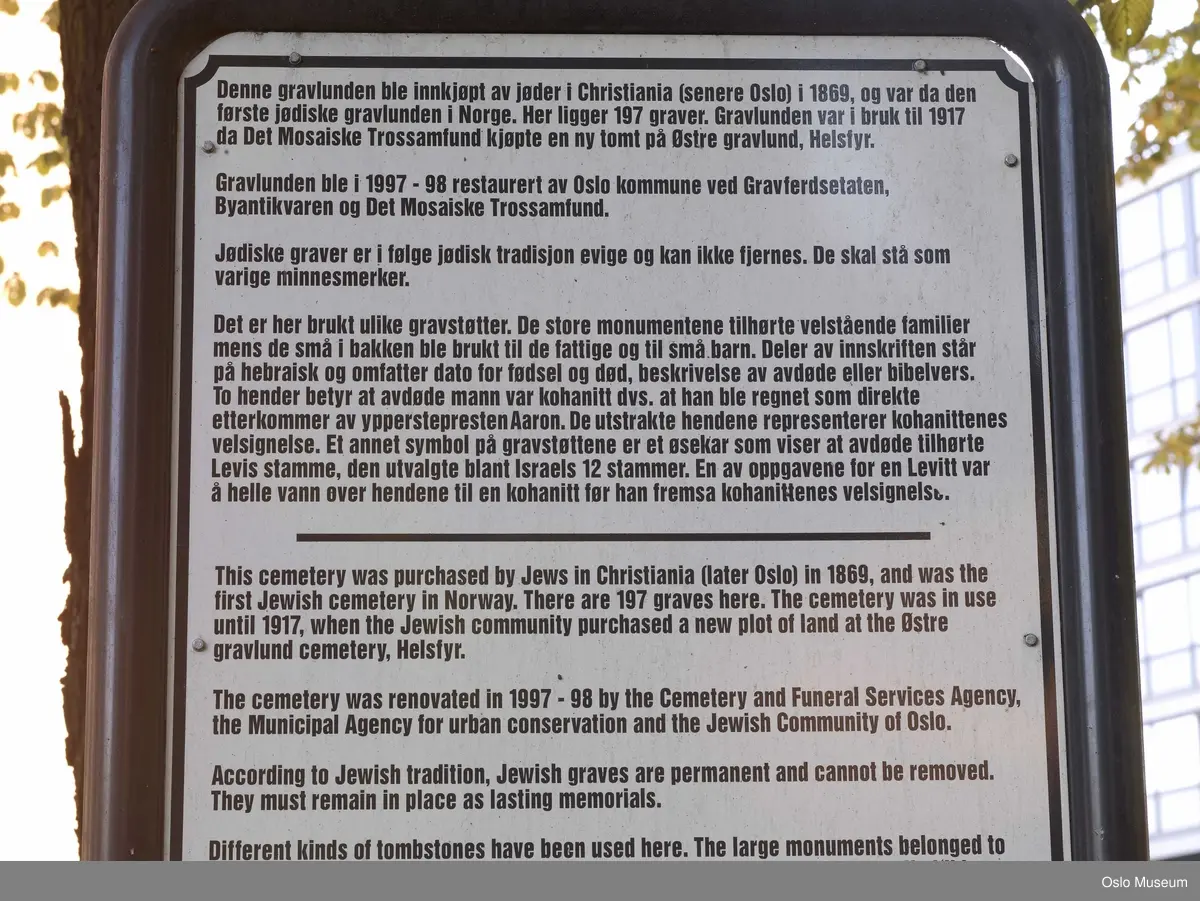 Denne gravlunden ble innkjøpt av jøder i Christiania (senere Oslo) i 1869, og var da den
første jødiske gravlunden i Norge. Her ligger 197 graver. Gravlunden var i bruk til 1917
da Det Mosaiske Trossamfund kjøpte en ny tomt på Østre gravlund, Helsfyr.
Gravlunden ble i 1997 - 98 restaurert av Oslo kommune ved Gravferdsetaten,
Byantikvaren og Det Mosaiske Trossamfund.
Jødiske graver er i følge jødisk tradisjon evige og kan ikke fjernes. De skal stå som
varige minnesmerker.
Det er her brukt ulike gravstøtter. De store monumentene tilhørte velstående familier
mens de små i bakken ble brukt til de fattige og til små barn. Deler av innskriften står
på hebraisk og omfatter dato for fødsel og død, beskrivelse av avdøde eller bibelvers.
To hender betyr at avdøde mann var kohanitt dvs. at han ble regnet som direkte
etterkommer av yppersteprestenAaron. De utstrakte hendene representerer kohanittenes
velsignelse. Et annet symbol på gravstøttene er et øsekar som viser at avdøde tilhørte
Levis stamme, den utvalgte blant Israels 12 stammer. En av oppgavene for en Levitt var
å helle vann over hendene til en kohanitt før han fremsa kohanittenes velsignelse.
This cemetery was purchased by Jews in Christiania (later Oslo) in 1869, and was the
first Jewish cemetery in Norway. There are 197 graves here. The cemetery was in use
until 1917, when the Jewish community purchased a new plot of land at the Østre
gravlund cemetery, Helsfyr.
The cemetery was renovated in 1997 - 98 by the Cemetery and Funeral Services Agency,
the Municipal Agency for urban conservation and the Jewish Community of Oslo.
According to Jewish tradition, Jewish graves are permanent and cannot be removed.
They must remain in place as lasting memorials.
Different kinds of tombstones have been used here. The large monuments belonged to
Oslo Museum